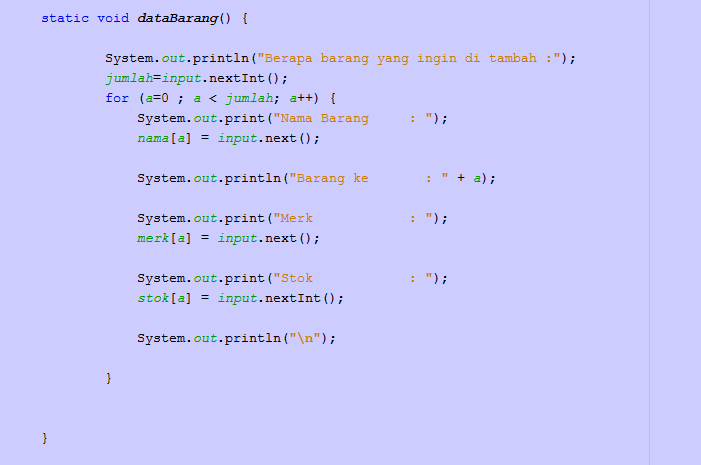 static void dataBarang() {
System.out.println("Berapa barang yang ingin di tambah :");
jumlah=input.nextInt();
for (a=0 ; a < jumlah; a++) {
System.out.print("Nama Barang     : ");
nama[a] = input.next();
System.out.println("Barang ke       : " + a);
System.out.print("Merk            : ");
merk[a] = input.next();
System.out.print("Stok            : ");
stok[a] = input.nextInt();
System.out.println("\n");
}
}